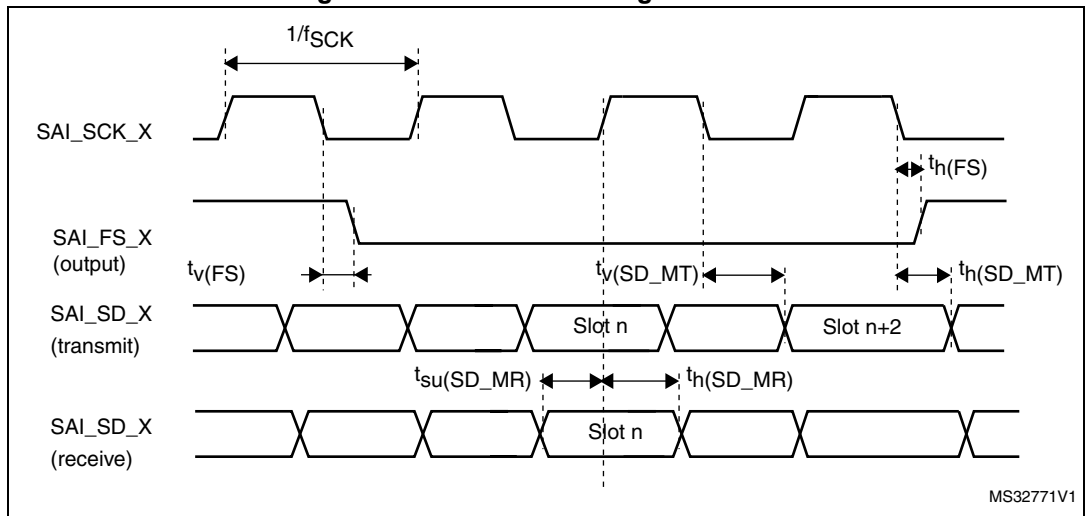 1/fSCK
SAI_SCK_X
th(FS)
SAI_FS_X
(output)
tv(FS)
tv(SD_MT)
th(SD_MT)
SAI_SD_X
(transmit)
Slot n
Slot n+2
tsu(SD_MR)
th(SD_MR)
SAI_SD_X
(receive)
Slot n
MS32771V1